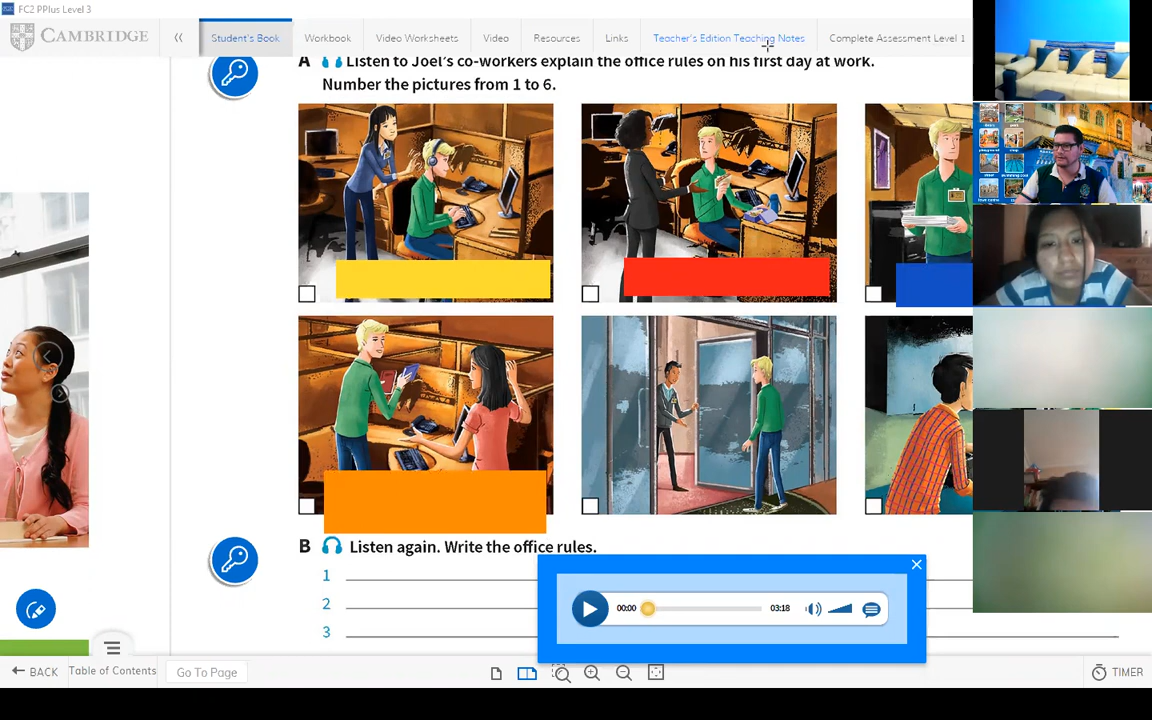 FC2 PPlus Level 3
CAMBRIDGE
Student's Book
Workbook
Video Worksheets
Video
Resources
Links
Teacher's Edition Teaching Notes
Complete Assessment Level 1
A Listen to Joel's co-workers explain the office rules on his first day at work.
Number the pictures from 1 to 6.
B Listen again. Write the office rules.
1
2
3
00:00
03:18
BACK
Table of Contents
Go To Page
TIMER